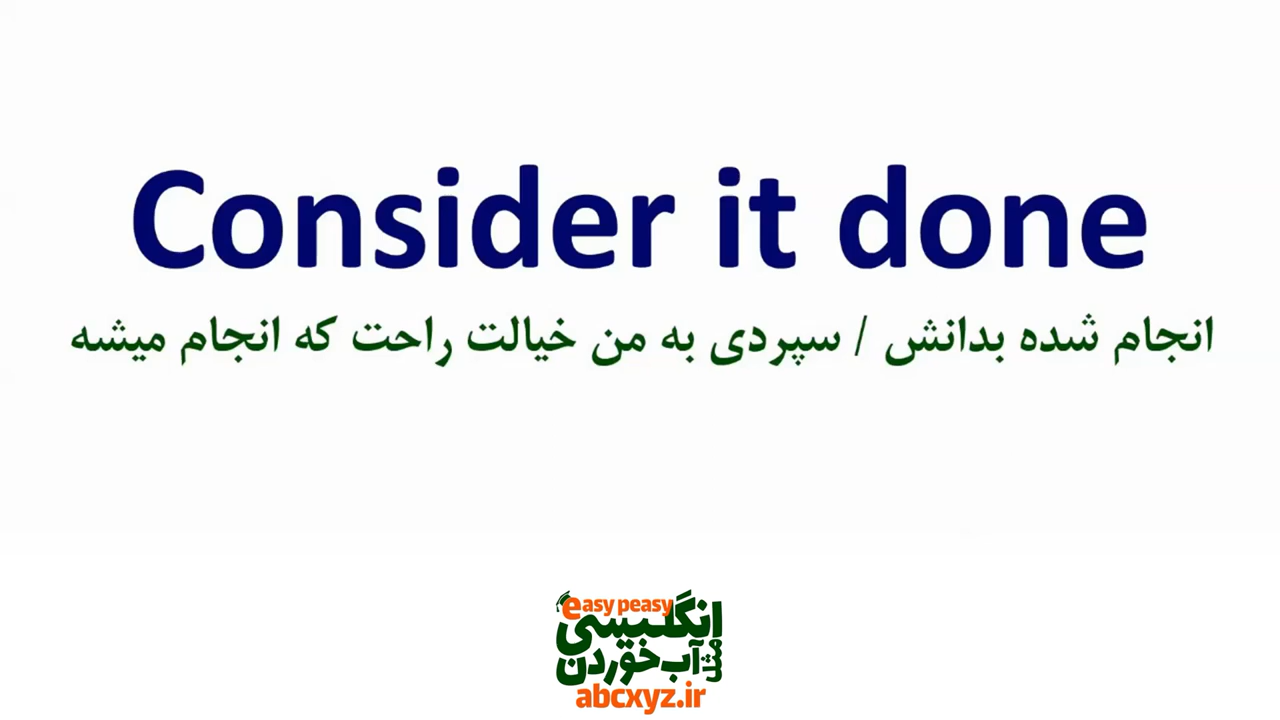 Consider it done
انجام شده بدانش / سپردی به من خیالت راحت که انجام میشه
easy peasy
انگلیسی
مثل آب خوردن
abcxyz.ir